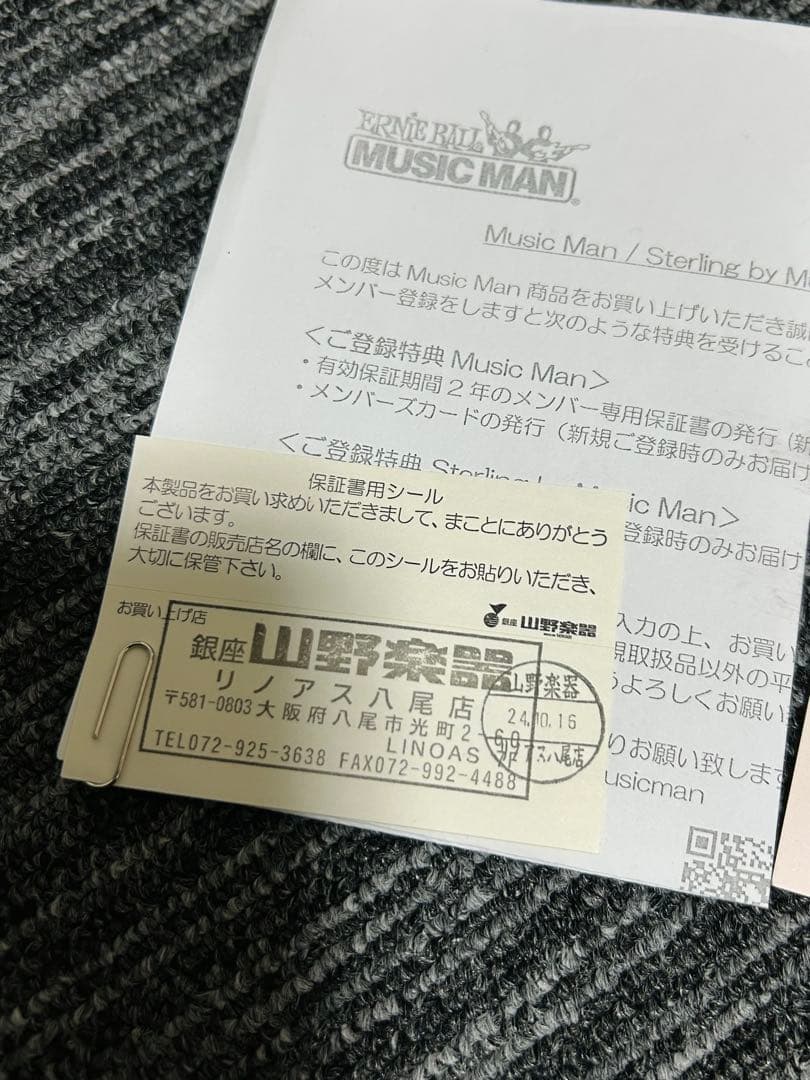 ERNIE BALL
MUSIC MAN
Music Man / Sterling by M
この度は Music Man 商品をお買い上げいただき誠
メンバー登録をしますと次のような特典を受けるこ
＜ご登録特典 Music Man＞
・有効保証期間２年のメンバー専用保証書の発行（新
・メンバーズカードの発行（新規ご登録時のみお届け
＜ご登録特典 Sterling by Music Man＞
登録時のみお届け
入力の上、お買い
規取扱品以外の平
うよろしくお願い
りお願い致します
usicman
保証書用シール
本製品をお買い求めいただきまして、まことにありがとう
ございます。
保証書の販売店名の欄に、このシールをお貼りいただき、
大切に保管下さい。
銀座 山野楽器
お買い上げ店
銀座 山野楽器
リノアス八尾店
〒581-0803 大阪府八尾市光町2-60
LINOAS
TEL072-925-3638 FAX072-992-4488
山野楽器
24.10.16
リノアス八尾店